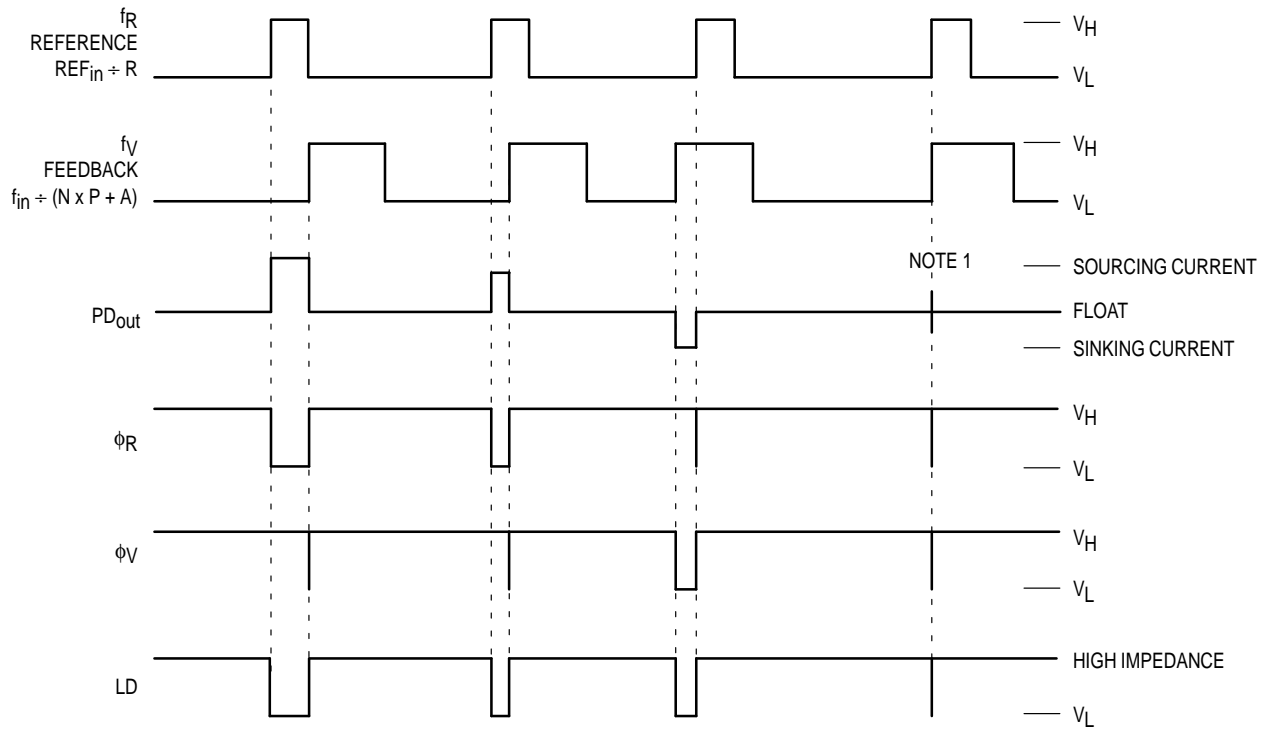 fR
REFERENCE
REFin ÷ R
VH
VL
fV
FEEDBACK
fin ÷ (N x P + A)
VH
VL
NOTE 1
SOURCING CURRENT
PDout
FLOAT
SINKING CURRENT
ϕR
VH
VL
ϕV
VH
VL
LD
HIGH IMPEDANCE
VL